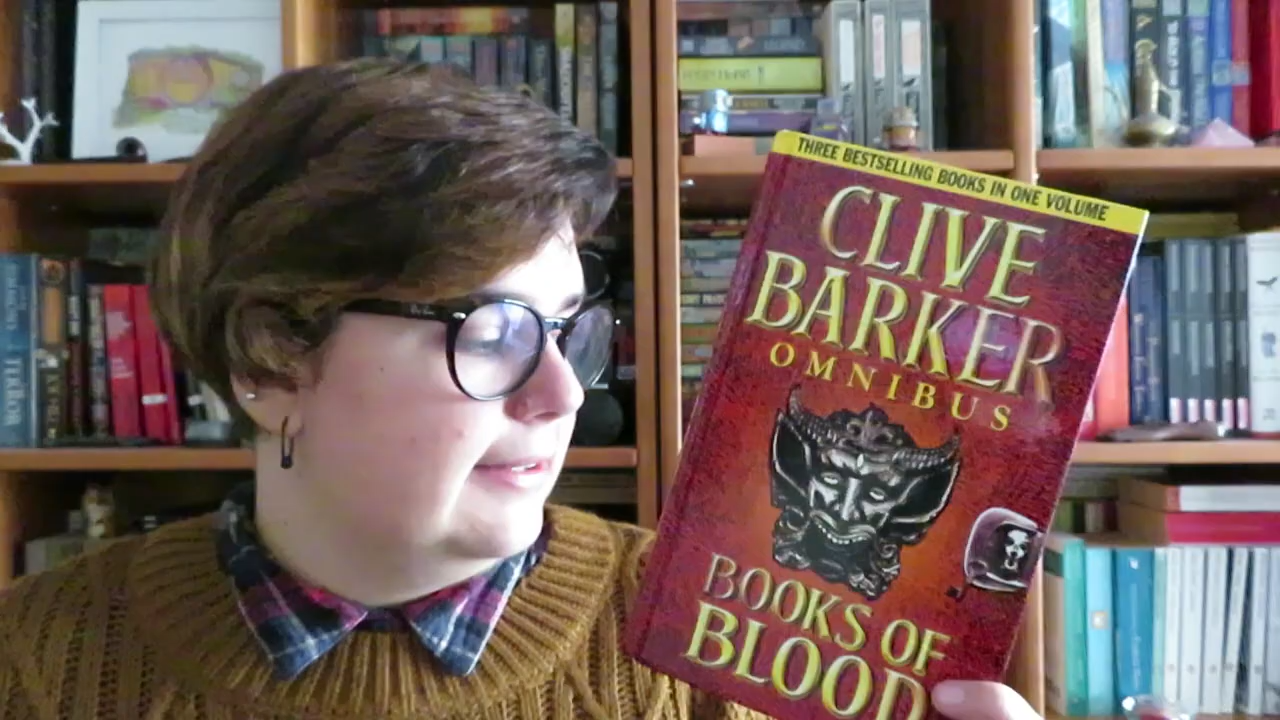 THREE BESTSELLING BOOKS IN ONE VOLUME
CLIVE
BARKER
OMNIBUS
BOOKS OF
BLOOD